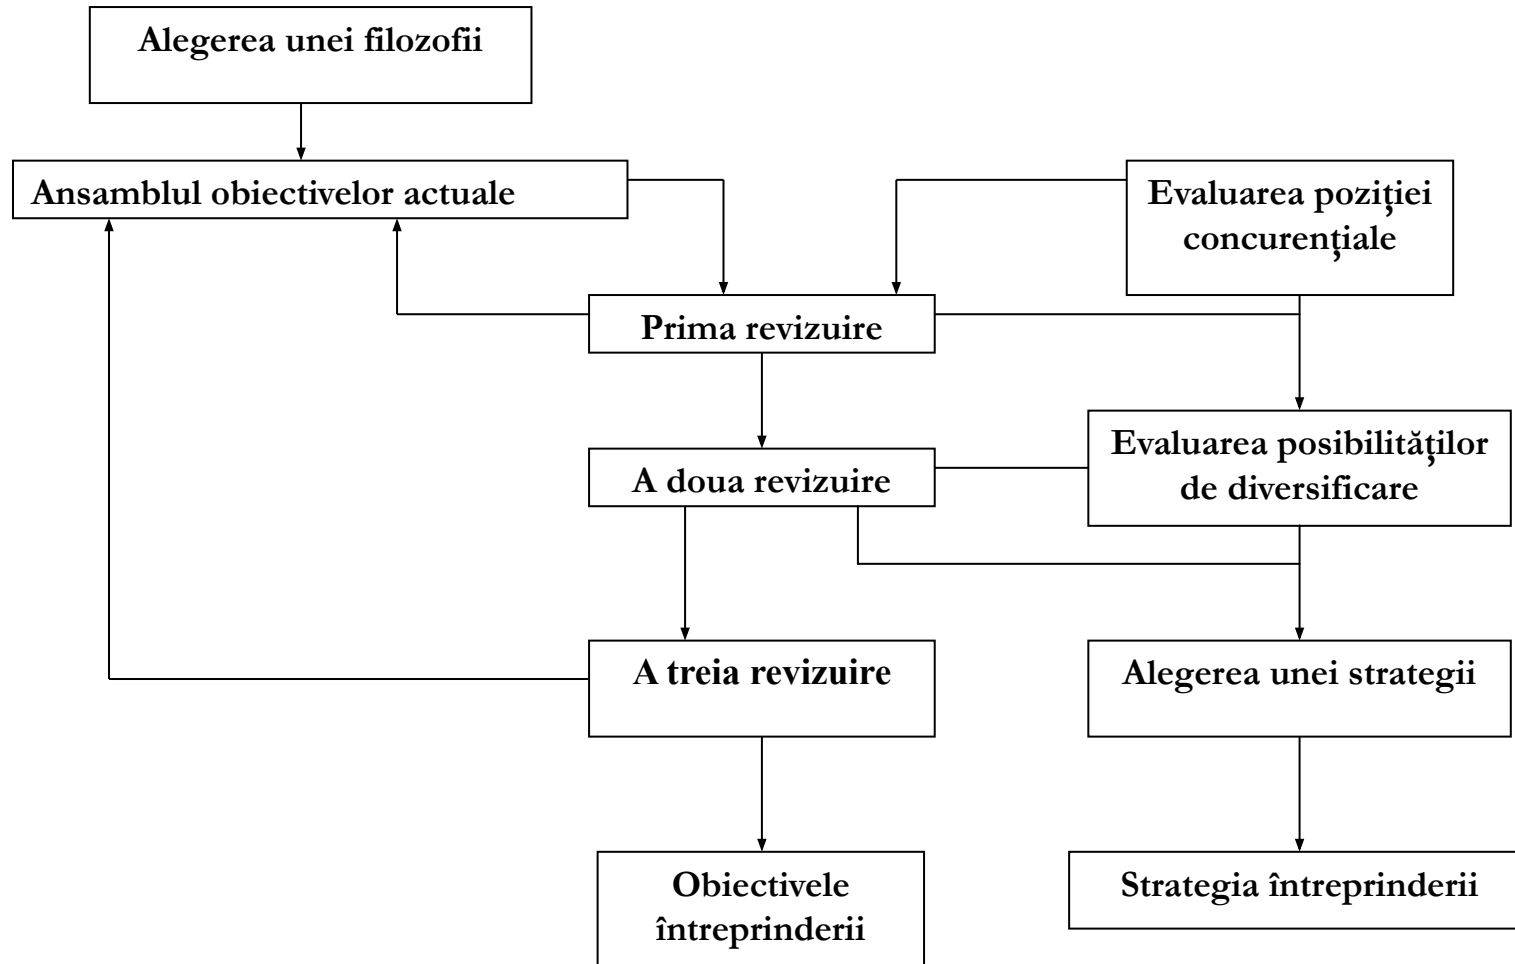 Alegerea unei filozofii
Ansamblul obiectivelor actuale
Evaluarea poziţiei
concurenţiale
Prima revizuire
Evaluarea posibilităţilor
de diversificare
A doua revizuire
A treia revizuire
Alegerea unei strategii
Obiectivele
întreprinderii
Strategia întreprinderii